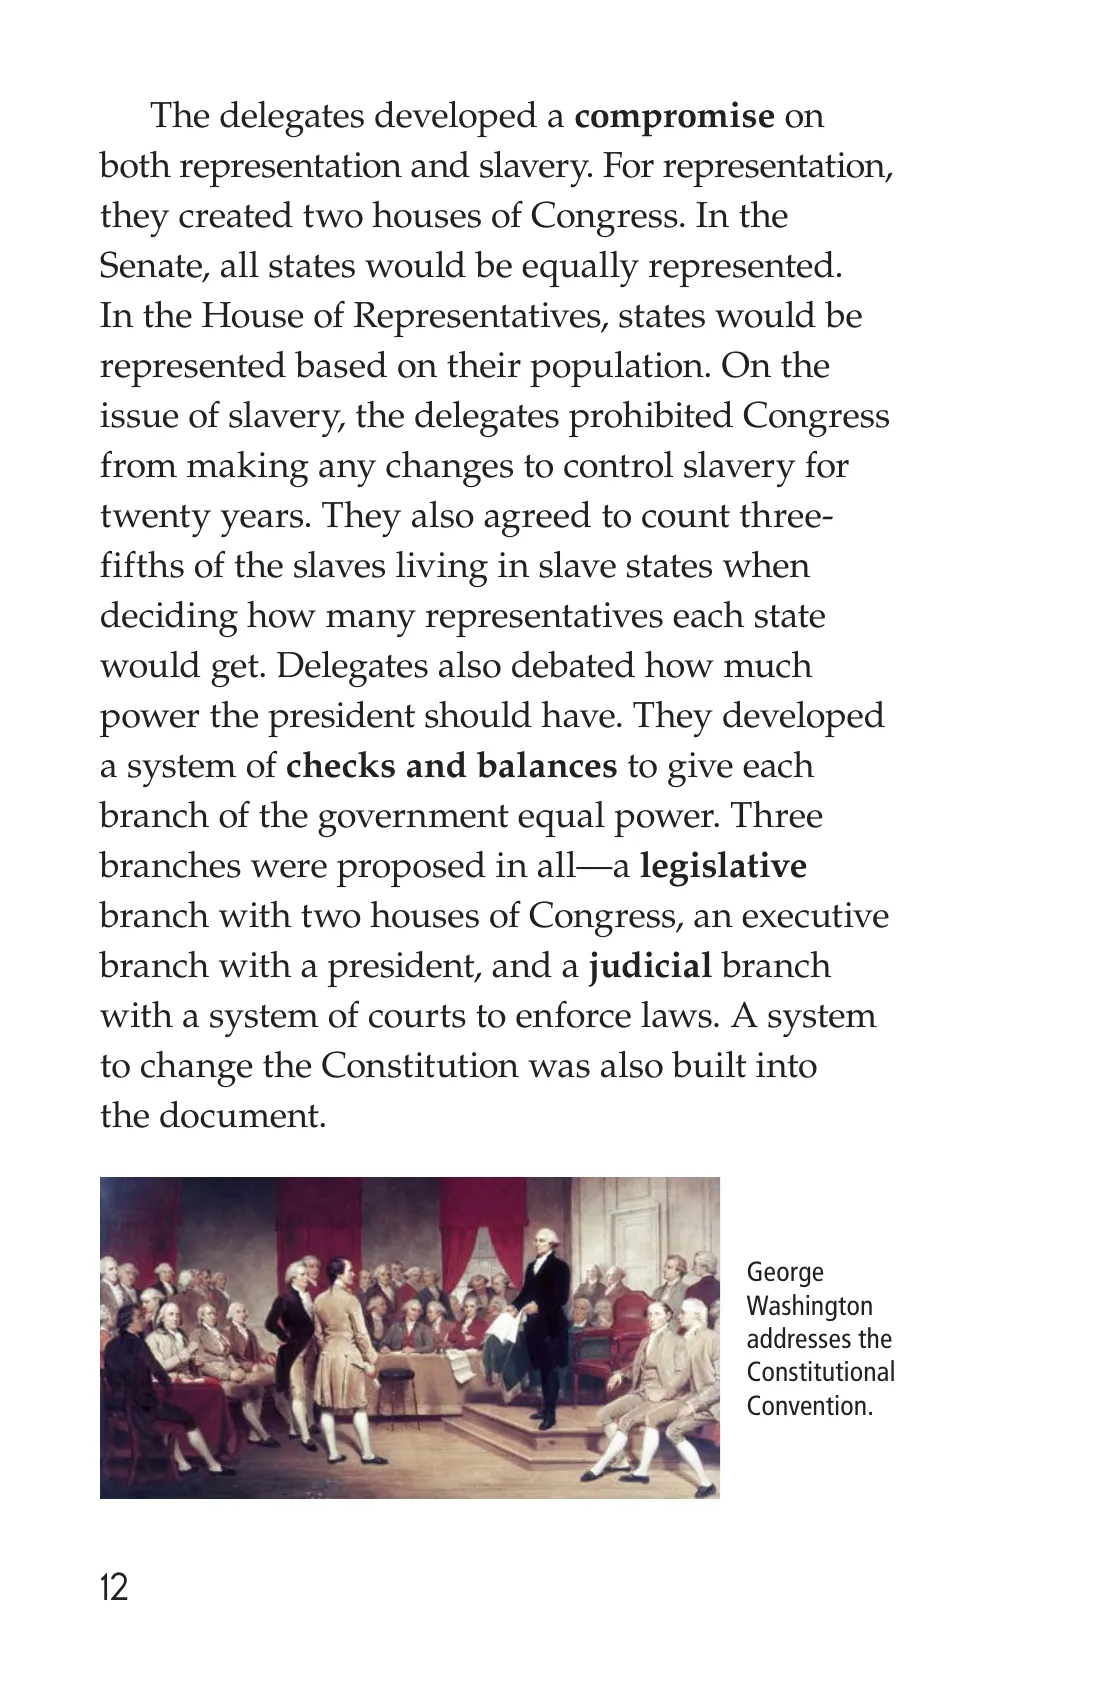 The delegates developed a compromise on
both representation and slavery. For representation,
they created two houses of Congress. In the
Senate, all states would be equally represented.
In the House of Representatives, states would be
represented based on their population. On the
issue of slavery, the delegates prohibited Congress
from making any changes to control slavery for
twenty years. They also agreed to count three-
fifths of the slaves living in slave states when
deciding how many representatives each state
would get. Delegates also debated how much
power the president should have. They developed
a system of checks and balances to give each
branch of the government equal power. Three
branches were proposed in all—a legislative
branch with two houses of Congress, an executive
branch with a president, and a judicial branch
with a system of courts to enforce laws. A system
to change the Constitution was also built into
the document.
George
Washington
addresses the
Constitutional
Convention.
12